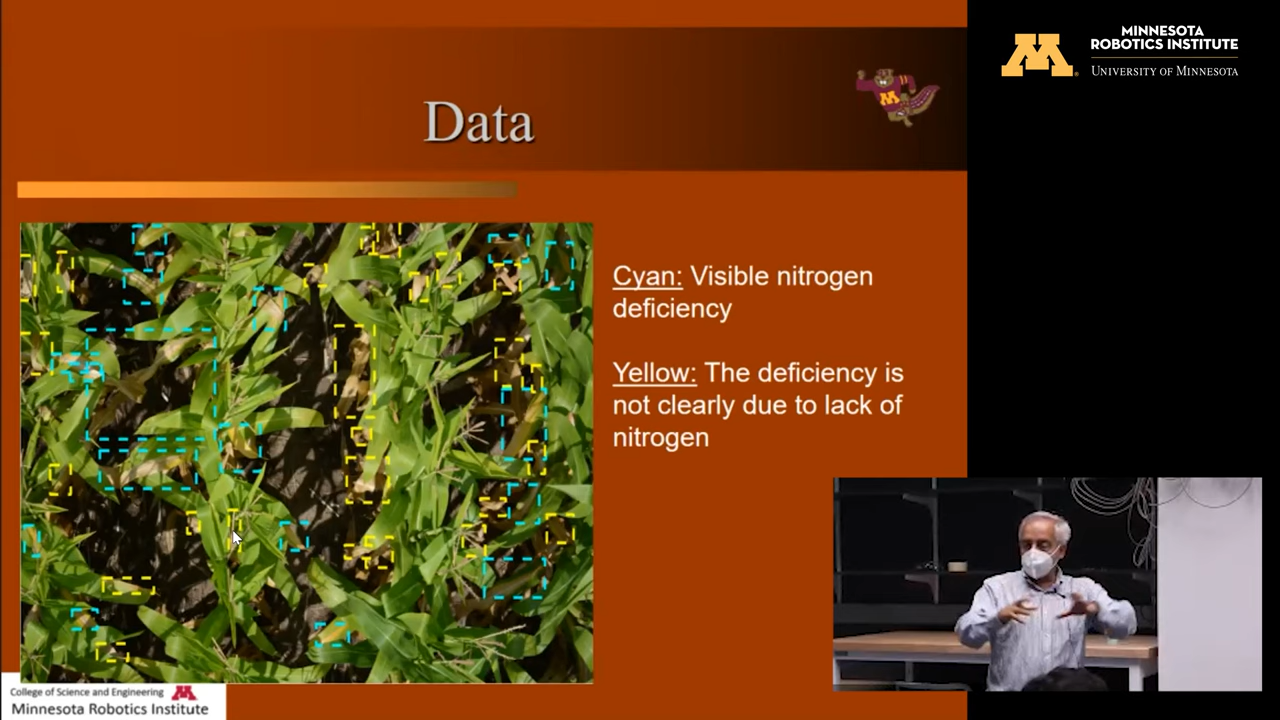 Data
MINNESOTA
ROBOTICS INSTITUTE
UNIVERSITY OF MINNESOTA
Cyan: Visible nitrogen
deficiency
Yellow: The deficiency is
not clearly due to lack of
nitrogen
College of Science and Engineering
Minnesota Robotics Institute